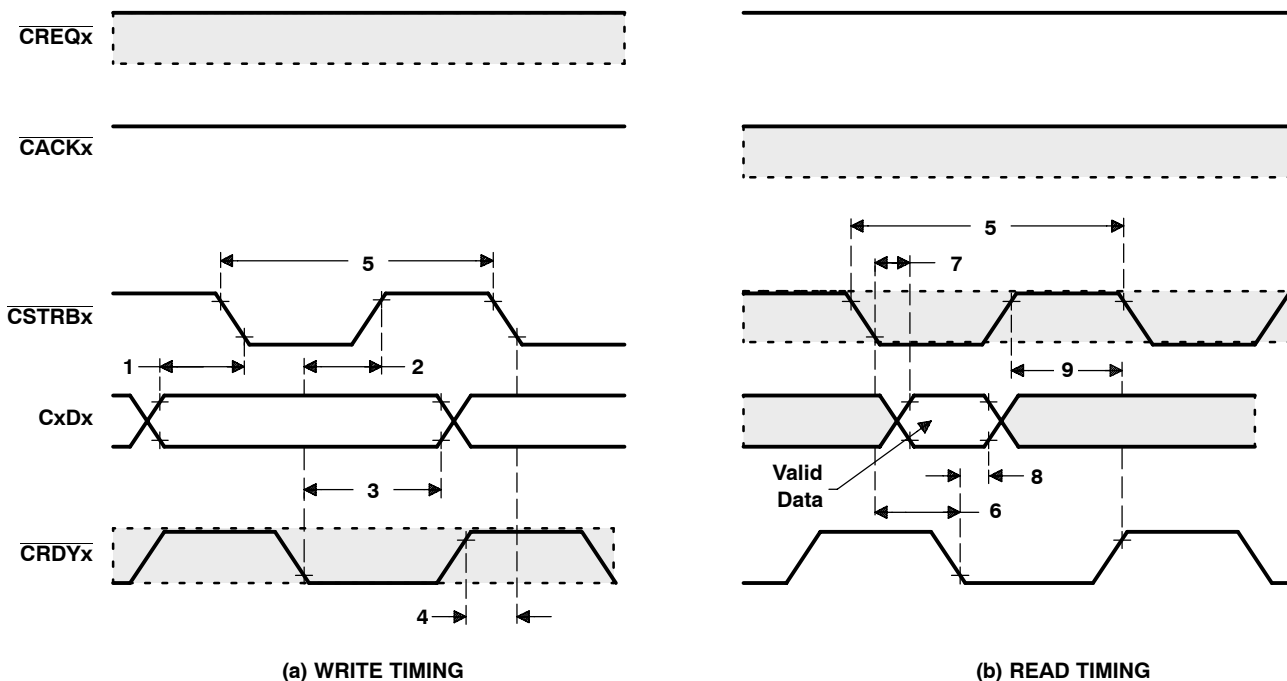 CREQx
CACKx
5
5
7
CSTRBx
1
2
9
CxDx
Valid
Data
3
8
6
CRDYx
4
(a) WRITE TIMING
(b) READ TIMING